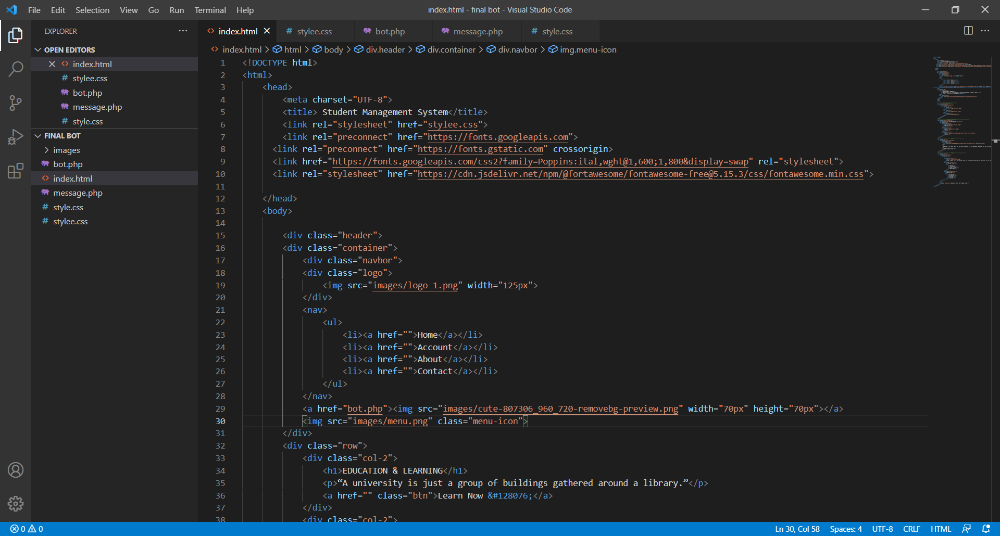 File Edit Selection View Go Run Terminal Help
index.html - final bot - Visual Studio Code
EXPLORER
OPEN EDITORS
index.html
stylee.css
bot.php
message.php
style.css
FINAL BOT
images
bot.php
index.html
message.php
style.css
stylee.css
index.html stylee.css bot.php message.php style.css
index.html > html > body > div.header > div.container > div.navbor > img.menu-icon
1 <!DOCTYPE html>
2 <html>
3 <head>
4 <meta charset="UTF-8">
5 <title> Student Management System</title>
6 <link rel="stylesheet" href="stylee.css">
7 <link rel="preconnect" href="https://fonts.googleapis.com">
8 <link rel="preconnect" href="https://fonts.gstatic.com" crossorigin>
9 <link href="https://fonts.googleapis.com/css2?family=Poppins:ital,wght@1,600;1,800&display=swap" rel="stylesheet">
10 <link rel="stylesheet" href="https://cdn.jsdelivr.net/npm/@fortawesome/fontawesome-free@5.15.3/css/fontawesome.min.css">
11
12 </head>
13 <body>
14
15 <div class="header">
16 <div class="container">
17 <div class="navbor">
18 <div class="logo">
19 <img src="images/logo 1.png" width="125px">
20 </div>
21 <nav>
22 <ul>
23 <li><a href="">Home</a></li>
24 <li><a href="">Account</a></li>
25 <li><a href="">About</a></li>
26 <li><a href="">Contact</a></li>
27 </ul>
28 </nav>
29 <a href="bot.php"><img src="images/cute-807306_960_720-removebg-preview.png" width="70px" height="70px"></a>
30 <img src="images/menu.png" class="menu-icon">
31 </div>
32 <div class="row">
33 <div class="col-2">
34 <h1>EDUCATION & LEARNING</h1>
35 <p>“A university is just a group of buildings gathered around a library.”</p>
36 <a href="" class="btn">Learn Now &#128076;</a>
37 </div>
38 <div class="col-2">
0 0
Ln 30, Col 58 Spaces: 4 UTF-8 CRLF HTML